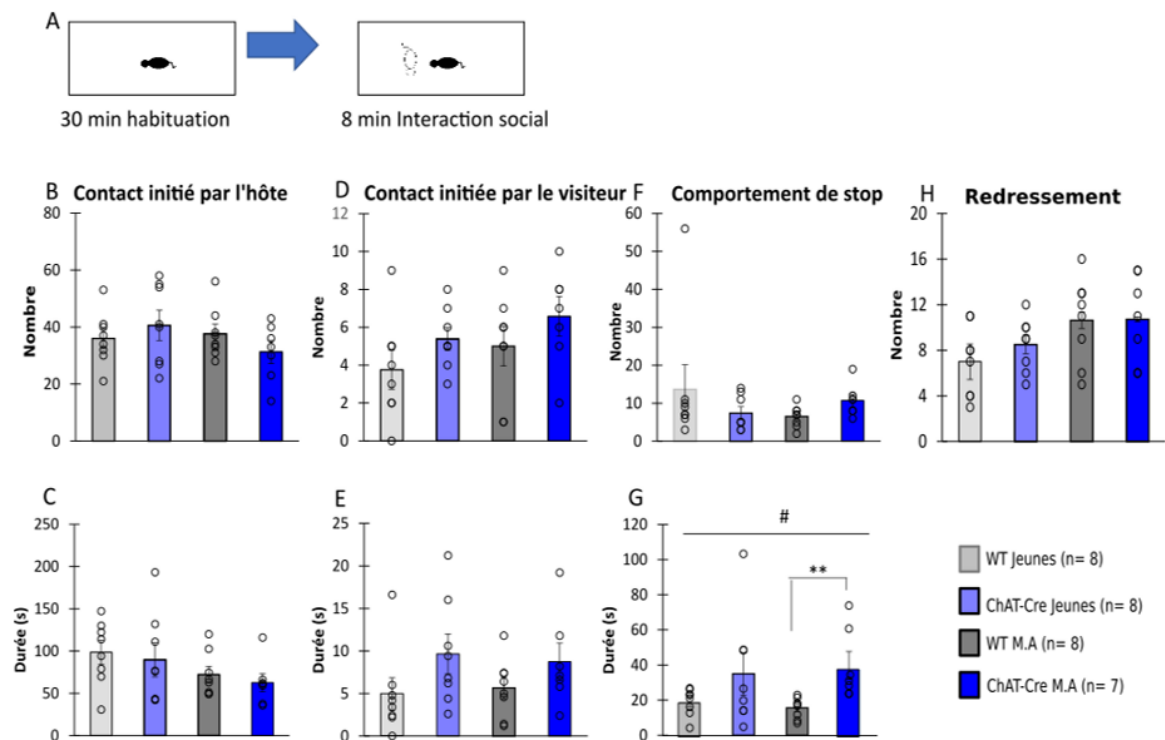 A
30 min habituation
8 min Interaction social
B
Contact initié par l'hôte
80
60
40
20
0
Nombre
D
Contact initiée par le visiteur
12
10
8
6
4
2
0
Nombre
F
Comportement de stop
60
50
40
30
20
10
0
Nombre
H
Redressement
20
16
12
8
4
0
Nombre
C
250
200
150
100
50
0
Durée (s)
E
25
20
15
10
5
0
Durée (s)
G
120
100
80
60
40
20
0
Durée (s)
#
**
WT Jeunes (n= 8)
ChAT-Cre Jeunes (n= 8)
WT M.A (n= 8)
ChAT-Cre M.A (n= 7)